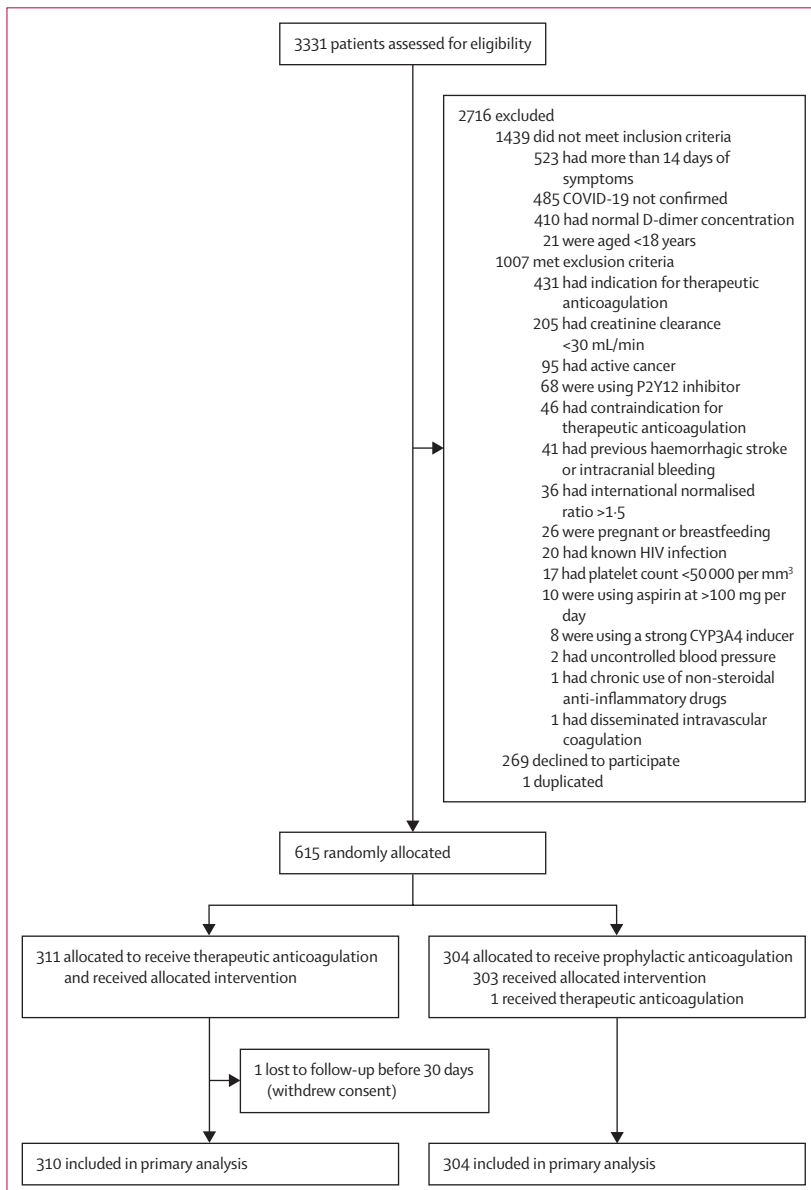 3331 patients assessed for eligibility
2716 excluded
1439 did not meet inclusion criteria
523 had more than 14 days of
symptoms
485 COVID-19 not confirmed
410 had normal D-dimer concentration
21 were aged <18 years
1007 met exclusion criteria
431 had indication for therapeutic
anticoagulation
205 had creatinine clearance
<30 mL/min
95 had active cancer
68 were using P2Y12 inhibitor
46 had contraindication for
therapeutic anticoagulation
41 had previous haemorrhagic stroke
or intracranial bleeding
36 had international normalised
ratio >1·5
26 were pregnant or breastfeeding
20 had known HIV infection
17 had platelet count <50 000 per mm³
10 were using aspirin at >100 mg per
day
8 were using a strong CYP3A4 inducer
2 had uncontrolled blood pressure
1 had chronic use of non-steroidal
anti-inflammatory drugs
1 had disseminated intravascular
coagulation
269 declined to participate
1 duplicated
615 randomly allocated
311 allocated to receive therapeutic anticoagulation
and received allocated intervention
304 allocated to receive prophylactic anticoagulation
303 received allocated intervention
1 received therapeutic anticoagulation
1 lost to follow-up before 30 days
(withdrew consent)
310 included in primary analysis
304 included in primary analysis